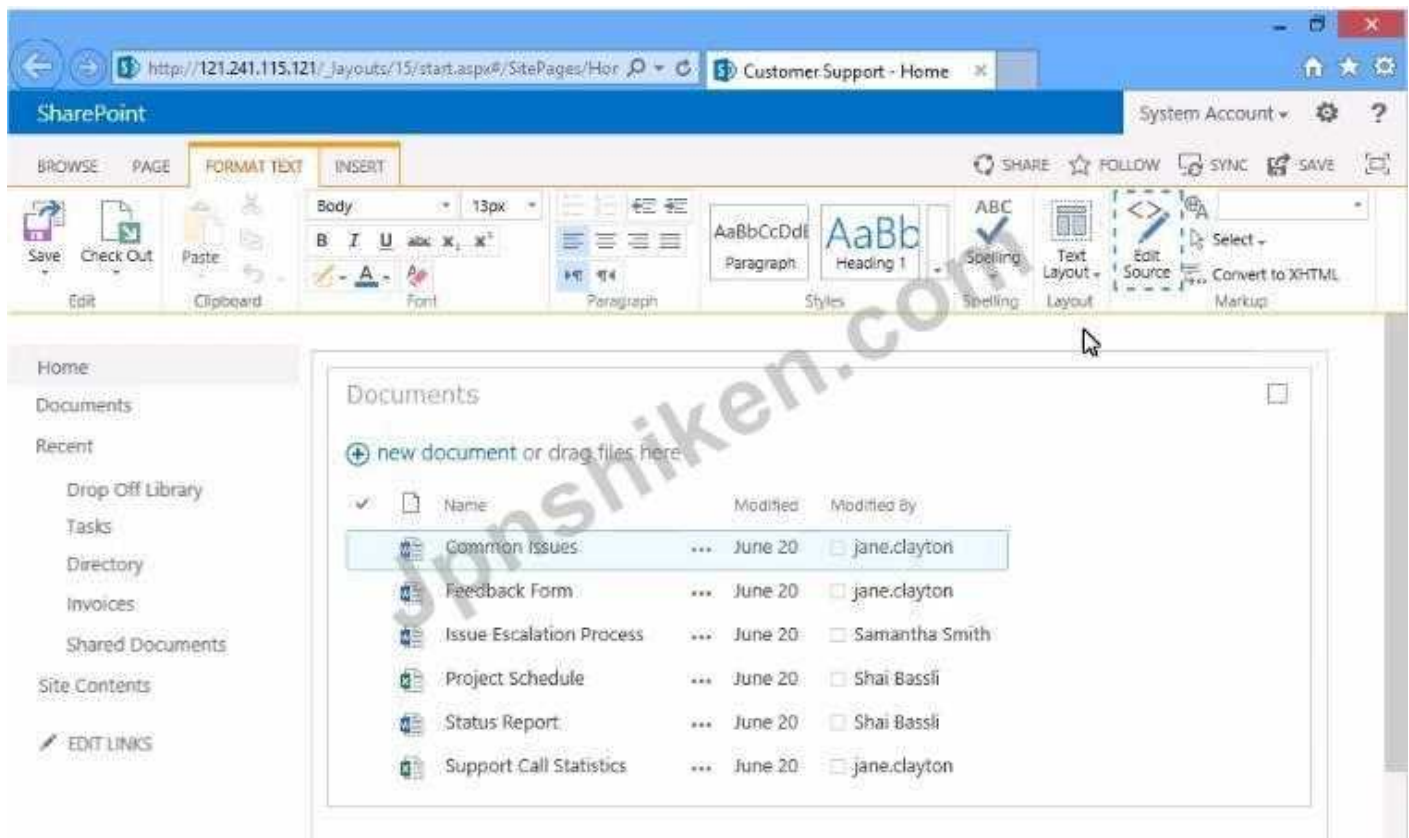 http://121.241.115.121/_layouts/15/start.aspx#/SitePages/Hor
Customer Support - Home
SharePoint
System Account
?
BROWSE PAGE FORMAT TEXT INSERT
SHARE FOLLOW SYNC SAVE
Body 13px
ABC
B I U abc x, x²
AaBbCcDdE AaBb
Select
Save Check Out Paste
Paragraph Heading 1
Spelling Text Layout Edit Source
Convert to XHTML
A
Edit Clipboard Font Paragraph Styles Spelling Layout Markup
Home
Documents
Recent
Drop Off Library
Tasks
Directory
Invoices
Shared Documents
Site Contents
EDIT LINKS
Documents
new document or drag files here
Name Modified Modified By
Common Issues ... June 20 jane.clayton
Feedback Form ... June 20 jane.clayton
Issue Escalation Process ... June 20 Samantha Smith
Project Schedule ... June 20 Shai Bassli
Status Report ... June 20 Shai Bassli
Support Call Statistics ... June 20 jane.clayton
Jpnshiken.com